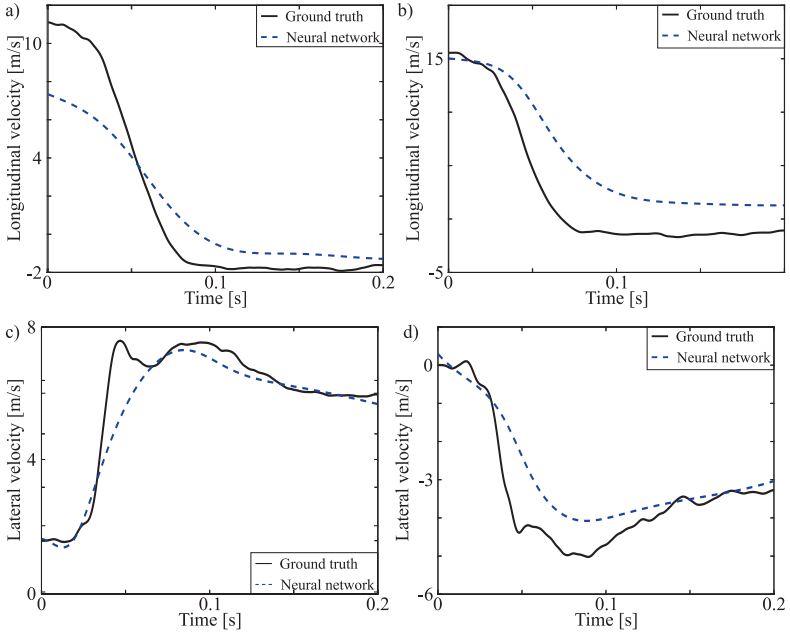 a)
Longitudinal velocity [m/s]
10
4
-2
Ground truth
Neural network
0
0.1
0.2
Time [s]
b)
Longitudinal velocity [m/s]
15
-5
Ground truth
Neural network
0
0.1
Time [s]
c)
Lateral velocity [m/s]
8
4
0
Ground truth
Neural network
0
0.1
0.2
Time [s]
d)
Lateral velocity [m/s]
0
-3
-6
Ground truth
Neural network
0
0.1
0.2
Time [s]